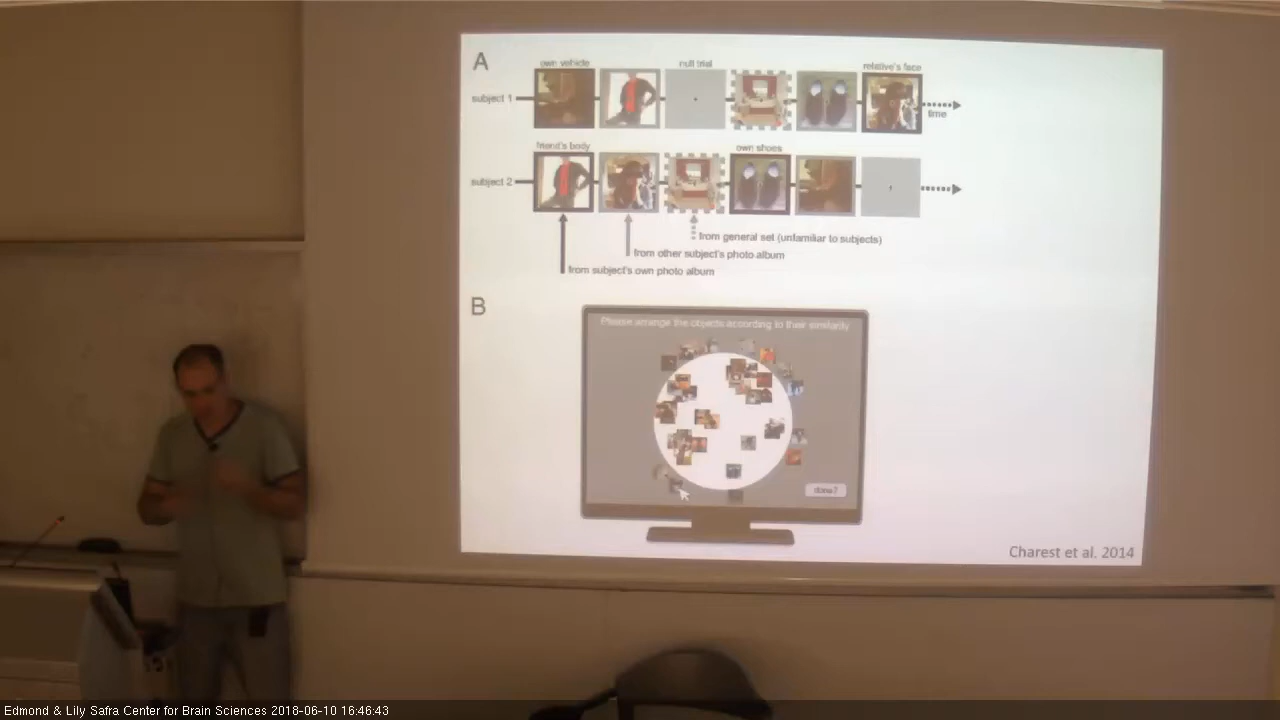 A
own vehicle
null trial
relative's face
subject 1
time
friend's body
own shoes
subject 2
from general set (unfamiliar to subjects)
from other subject's photo album
from subject's own photo album
B
Please arrange the objects according to their similarity
done?
Charest et al. 2014
Edmond & Lily Safra Center for Brain Sciences 2018-06-10 16:46:43